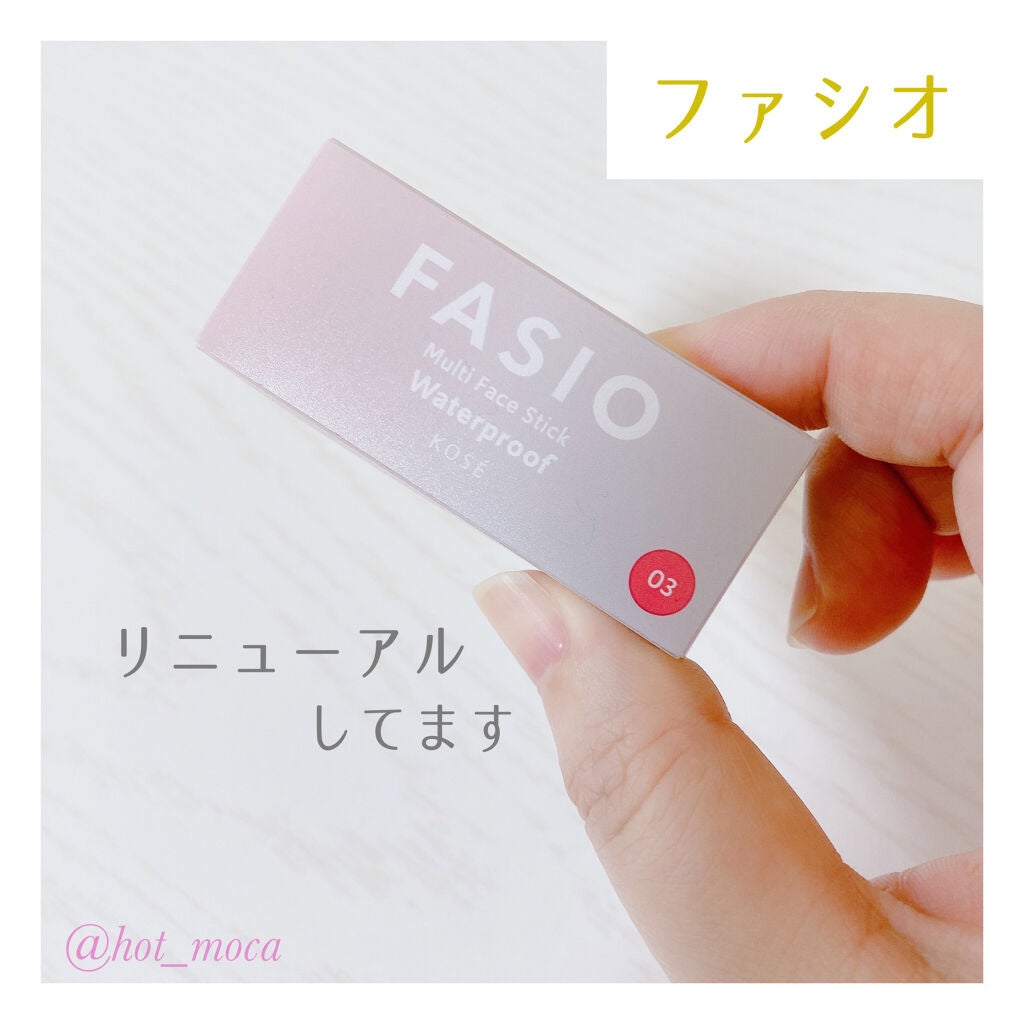 ファシオ
FASIO
Multi Face Stick
Waterproof
KOSÉ
03
リニューアル
してます
@hot_moca